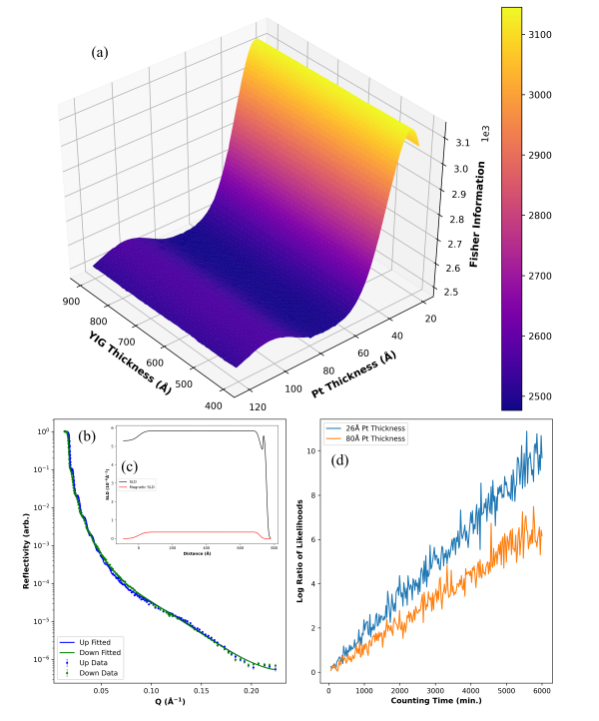 (a)
1e3
3.1
3.0
2.9
2.8
2.7
2.6
2.5
Fisher Information
900
800
700
600
500
400
YIG Thickness (Å)
120
100
80
60
40
20
Pt Thickness (Å)
3100
3000
2900
2800
2700
2600
2500
(b)
10⁰
10⁻¹
10⁻²
10⁻³
10⁻⁴
10⁻⁵
10⁻⁶
Reflectivity (arb.)
Up Fitted
Down Fitted
Up Data
Down Data
0.05
0.10
0.15
0.20
Q (Å⁻¹)
(c)
SLD
Magnetic SLD
Distance (Å)
(d)
26Å Pt Thickness
80Å Pt Thickness
10
8
6
4
2
0
Log Ratio of Likelihoods
0
1000
2000
3000
4000
5000
6000
Counting Time (min.)